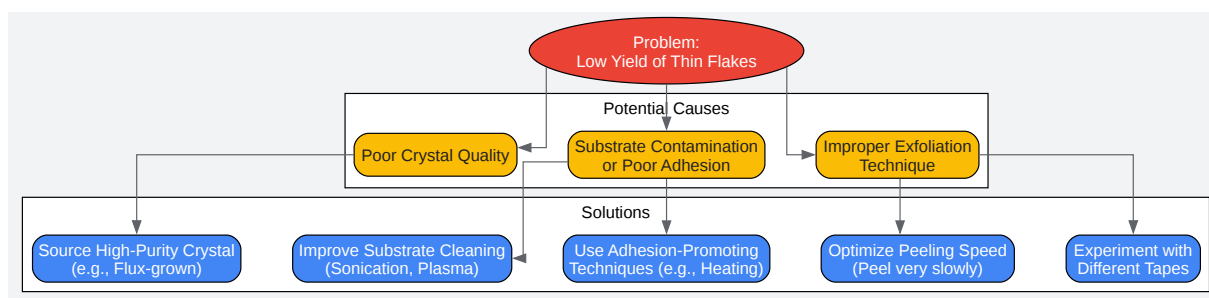 Problem:
Low Yield of Thin Flakes
Potential Causes
Poor Crystal Quality
Substrate Contamination
or Poor Adhesion
Improper Exfoliation
Technique
Solutions
Source High-Purity Crystal
(e.g., Flux-grown)
Improve Substrate Cleaning
(Sonication, Plasma)
Use Adhesion-Promoting
Techniques (e.g., Heating)
Optimize Peeling Speed
(Peel very slowly)
Experiment with
Different Tapes